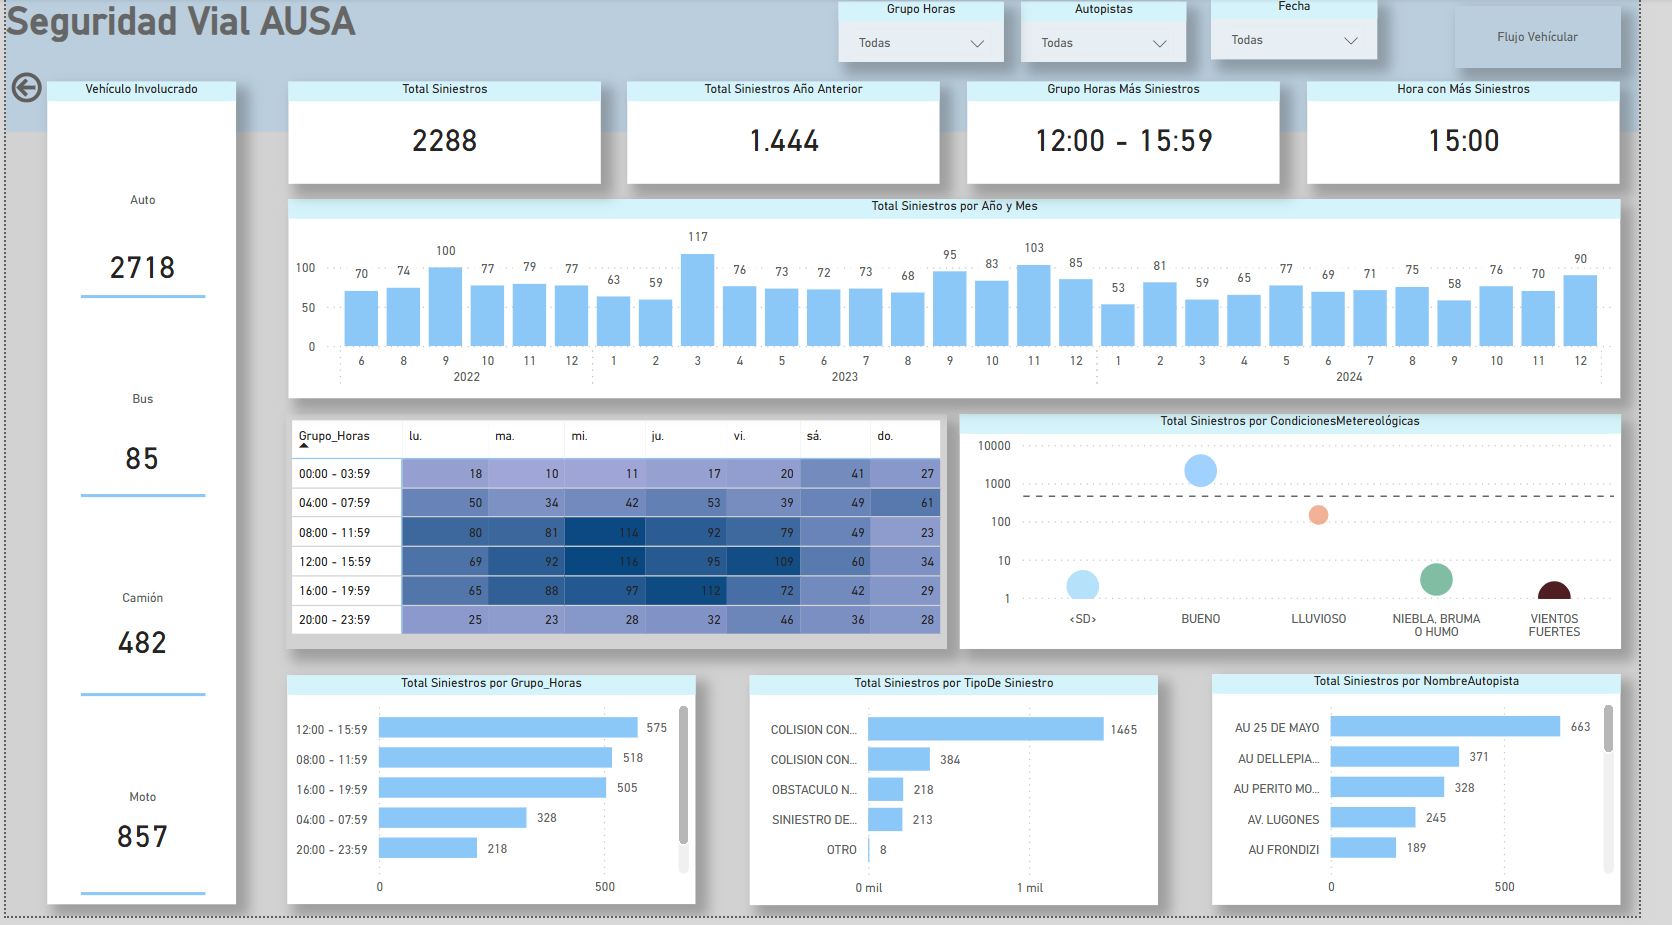 Seguridad Vial AUSA
Grupo Horas
Todas
Autopistas
Todas
Fecha
Todas
Flujo Vehícular
Vehículo Involucrado
Auto
2718
Bus
85
Camión
482
Moto
857
Total Siniestros
2288
Total Siniestros Año Anterior
1.444
Grupo Horas Más Siniestros
12:00 - 15:59
Hora con Más Siniestros
15:00
Total Siniestros por Año y Mes
100
50
0
70 74 100 77 79 77 63 59 117 76 73 72 73 68 95 83 103 85 53 81 59 65 77 69 71 75 58 76 70 90
6 8 9 10 11 12 1 2 3 4 5 6 7 8 9 10 11 12 1 2 3 4 5 6 7 8 9 10 11 12
2022 2023 2024
Grupo_Horas lu. ma. mi. ju. vi. sá. do.
00:00 - 03:59 18 10 11 17 20 41 27
04:00 - 07:59 50 34 42 53 39 49 61
08:00 - 11:59 80 81 114 92 79 49 23
12:00 - 15:59 69 92 116 95 109 60 34
16:00 - 19:59 65 88 97 112 72 42 29
20:00 - 23:59 25 23 28 32 46 36 28
Total Siniestros por CondicionesMetereológicas
10000
1000
100
10
1
<SD>
BUENO
LLUVIOSO
NIEBLA, BRUMA
O HUMO
VIENTOS
FUERTES
Total Siniestros por Grupo_Horas
12:00 - 15:59 575
08:00 - 11:59 518
16:00 - 19:59 505
04:00 - 07:59 328
20:00 - 23:59 218
0 500
Total Siniestros por TipoDe Siniestro
COLISION CON... 1465
COLISION CON... 384
OBSTACULO N... 218
SINIESTRO DE... 213
OTRO 8
0 mil 1 mil
Total Siniestros por NombreAutopista
AU 25 DE MAYO 663
AU DELLEPIA... 371
AU PERITO MO... 328
AV. LUGONES 245
AU FRONDIZI 189
0 500